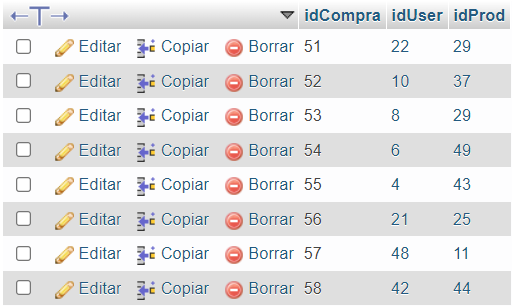 idCompra idUser idProd
Editar Copiar Borrar 51 22 29
Editar Copiar Borrar 52 10 37
Editar Copiar Borrar 53 8 29
Editar Copiar Borrar 54 6 49
Editar Copiar Borrar 55 4 43
Editar Copiar Borrar 56 21 25
Editar Copiar Borrar 57 48 11
Editar Copiar Borrar 58 42 44